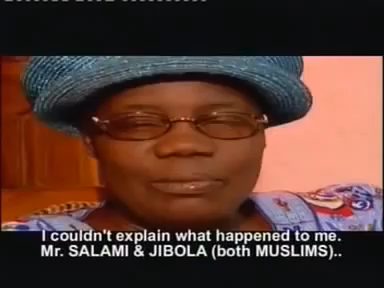 I couldn't explain what happened to me.
Mr. SALAMI & JIBOLA (both MUSLIMS)..